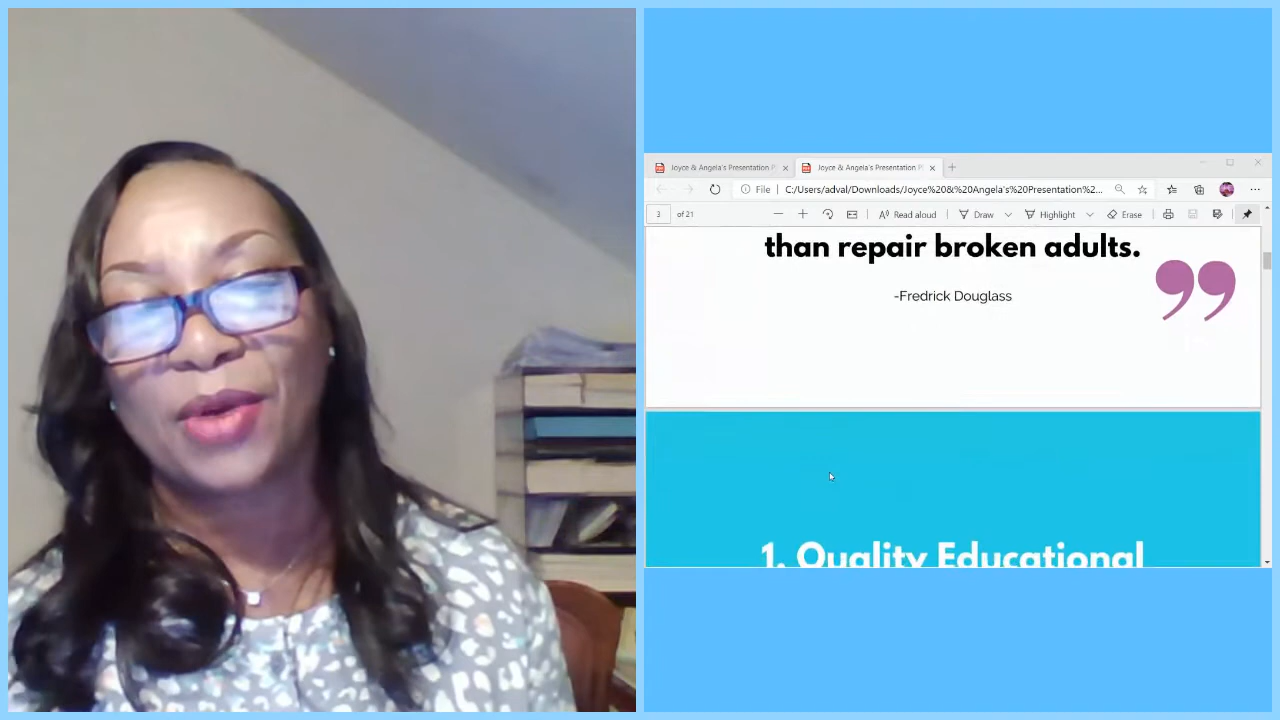 Joyce & Angela's Presentation P
Joyce & Angela's Presentation P
File
C:/Users/adval/Downloads/Joyce%20&%20Angela's%20Presentation%2...
3 of 21
Read aloud
Draw
Highlight
Erase
than repair broken adults.
-Fredrick Douglass
1. Quality Educational